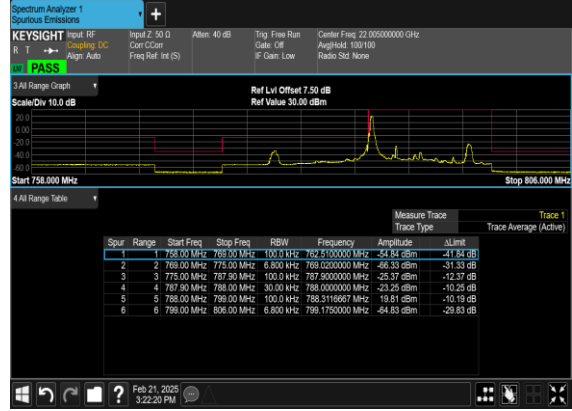 Spectrum Analyzer 1
Spurious Emissions
+
KEYSIGHT Input: RF Input Z: 50 Ω Atten: 40 dB Trig: Free Run Center Freq: 22.005000000 GHz
R T Coupling: DC Corr CCorr Gate: Off Avg|Hold: 100/100
Align: Auto Freq Ref: Int (S) IF Gain: Low Radio Std: None
PASS
3 All Range Graph
Ref Lvl Offset 7.50 dB
Scale/Div 10.0 dB Ref Value 30.00 dBm
20.0
0.00
-20.0
-40.0
-60.0
Start 758.000 MHz Stop 806.000 MHz
4 All Range Table
Measure Trace Trace 1
Trace Type Trace Average (Active)
Spur Range Start Freq Stop Freq RBW Frequency Amplitude ΔLimit
1 1 758.00 MHz 769.00 MHz 100.0 kHz 762.5100000 MHz -54.84 dBm -41.84 dB
2 2 769.00 MHz 775.00 MHz 6.800 kHz 769.0200000 MHz -66.33 dBm -31.33 dB
3 3 775.00 MHz 787.90 MHz 100.0 kHz 787.9000000 MHz -25.37 dBm -12.37 dB
4 4 787.90 MHz 788.00 MHz 30.00 kHz 788.0000000 MHz -23.25 dBm -10.25 dB
5 5 788.00 MHz 799.00 MHz 100.0 kHz 788.3116667 MHz 19.81 dBm -10.19 dB
6 6 799.00 MHz 806.00 MHz 6.800 kHz 799.1750000 MHz -64.83 dBm -29.83 dB
? Feb 21, 2025
3:22:20 PM